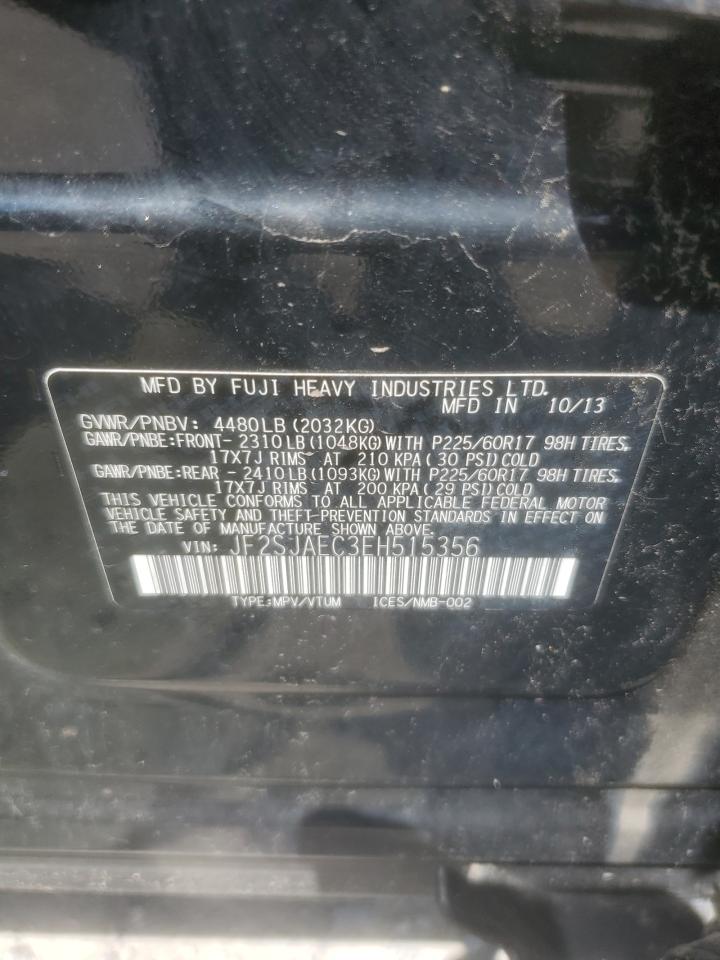 MFD BY FUJI HEAVY INDUSTRIES LTD.
MFD IN 10/13
GVWR/PNBV: 4480LB(2032KG)
GAWR/PNBE:FRONT- 2310LB(1048KG)WITH P225/60R17 98H TIRES,
17X7J RIMS AT 210 KPA(30 PSI)COLD
GAWR/PNBE:REAR - 2410LB(1093KG)WITH P225/60R17 98H TIRES,
17X7J RIMS AT 200 KPA(29 PSI)COLD
THIS VEHICLE CONFORMS TO ALL APPLICABLE FEDERAL MOTOR
VEHICLE SAFETY AND THEFT-PREVENTION STANDARDS IN EFFECT ON
THE DATE OF MANUFACTURE SHOWN ABOVE.
VIN: JF2SJAEC3EH515356
TYPE:MPV/VTUM ICES/NMB-002